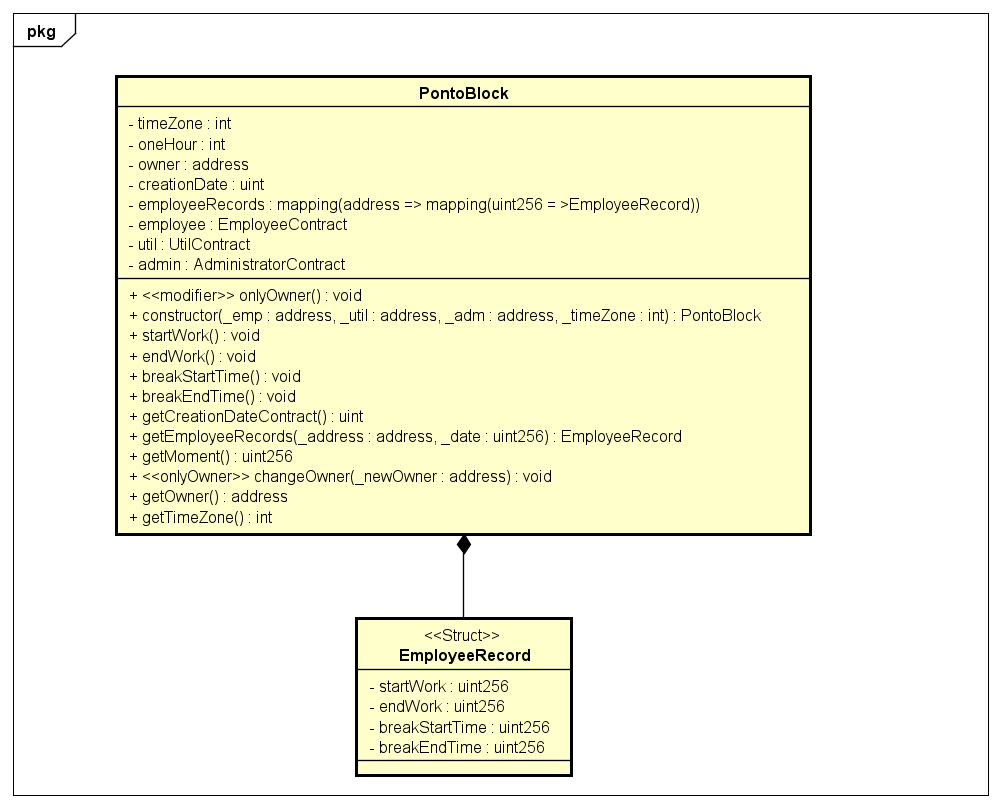 pkg
PontoBlock
- timeZone : int
- oneHour : int
- owner : address
- creationDate : uint
- employeeRecords : mapping(address => mapping(uint256 = >EmployeeRecord))
- employee : EmployeeContract
- util : UtilContract
- admin : AdministratorContract
+ <<modifier>> onlyOwner() : void
+ constructor(_emp : address, _util : address, _adm : address, _timeZone : int) : PontoBlock
+ startWork() : void
+ endWork() : void
+ breakStartTime() : void
+ breakEndTime() : void
+ getCreationDateContract() : uint
+ getEmployeeRecords(_address : address, _date : uint256) : EmployeeRecord
+ getMoment() : uint256
+ <<onlyOwner>> changeOwner(_newOwner : address) : void
+ getOwner() : address
+ getTimeZone() : int
<<Struct>>
EmployeeRecord
- startWork : uint256
- endWork : uint256
- breakStartTime : uint256
- breakEndTime : uint256